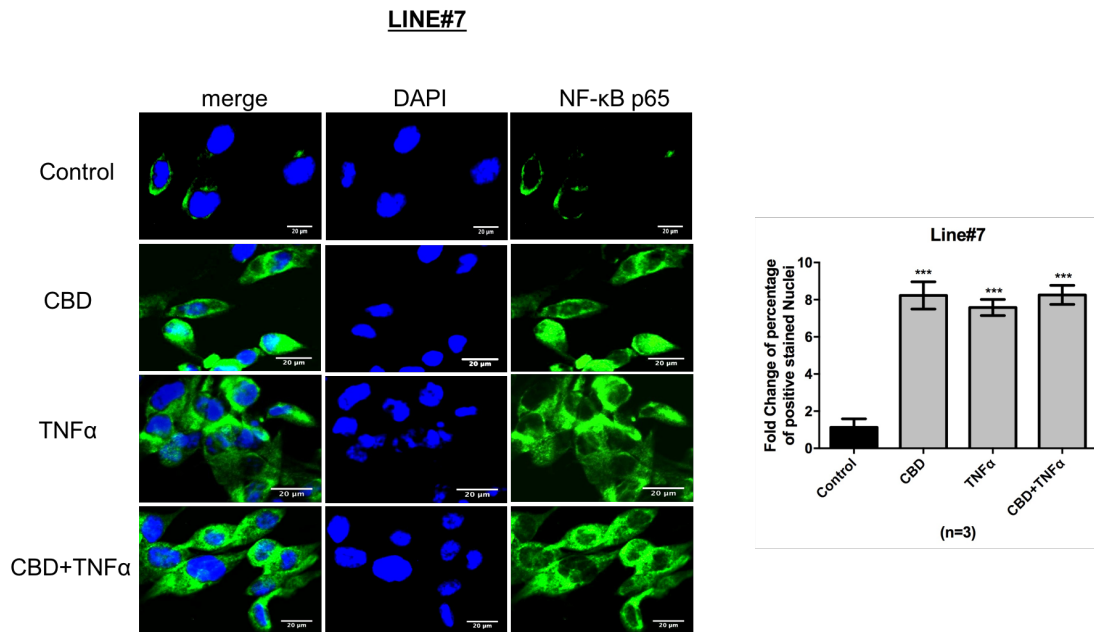 LINE#7
merge DAPI NF-κB p65
Control
20 µm 20 µm 20 µm
CBD
20 µm 20 µm 20 µm
TNFα
20 µm 20 µm 20 µm
CBD+TNFα
20 µm 20 µm 20 µm
Line#7
Fold Change of percentage
of positive stained Nuclei
10
8
6
4
2
0
*** *** ***
Control CBD TNFα CBD+TNFα
(n=3)